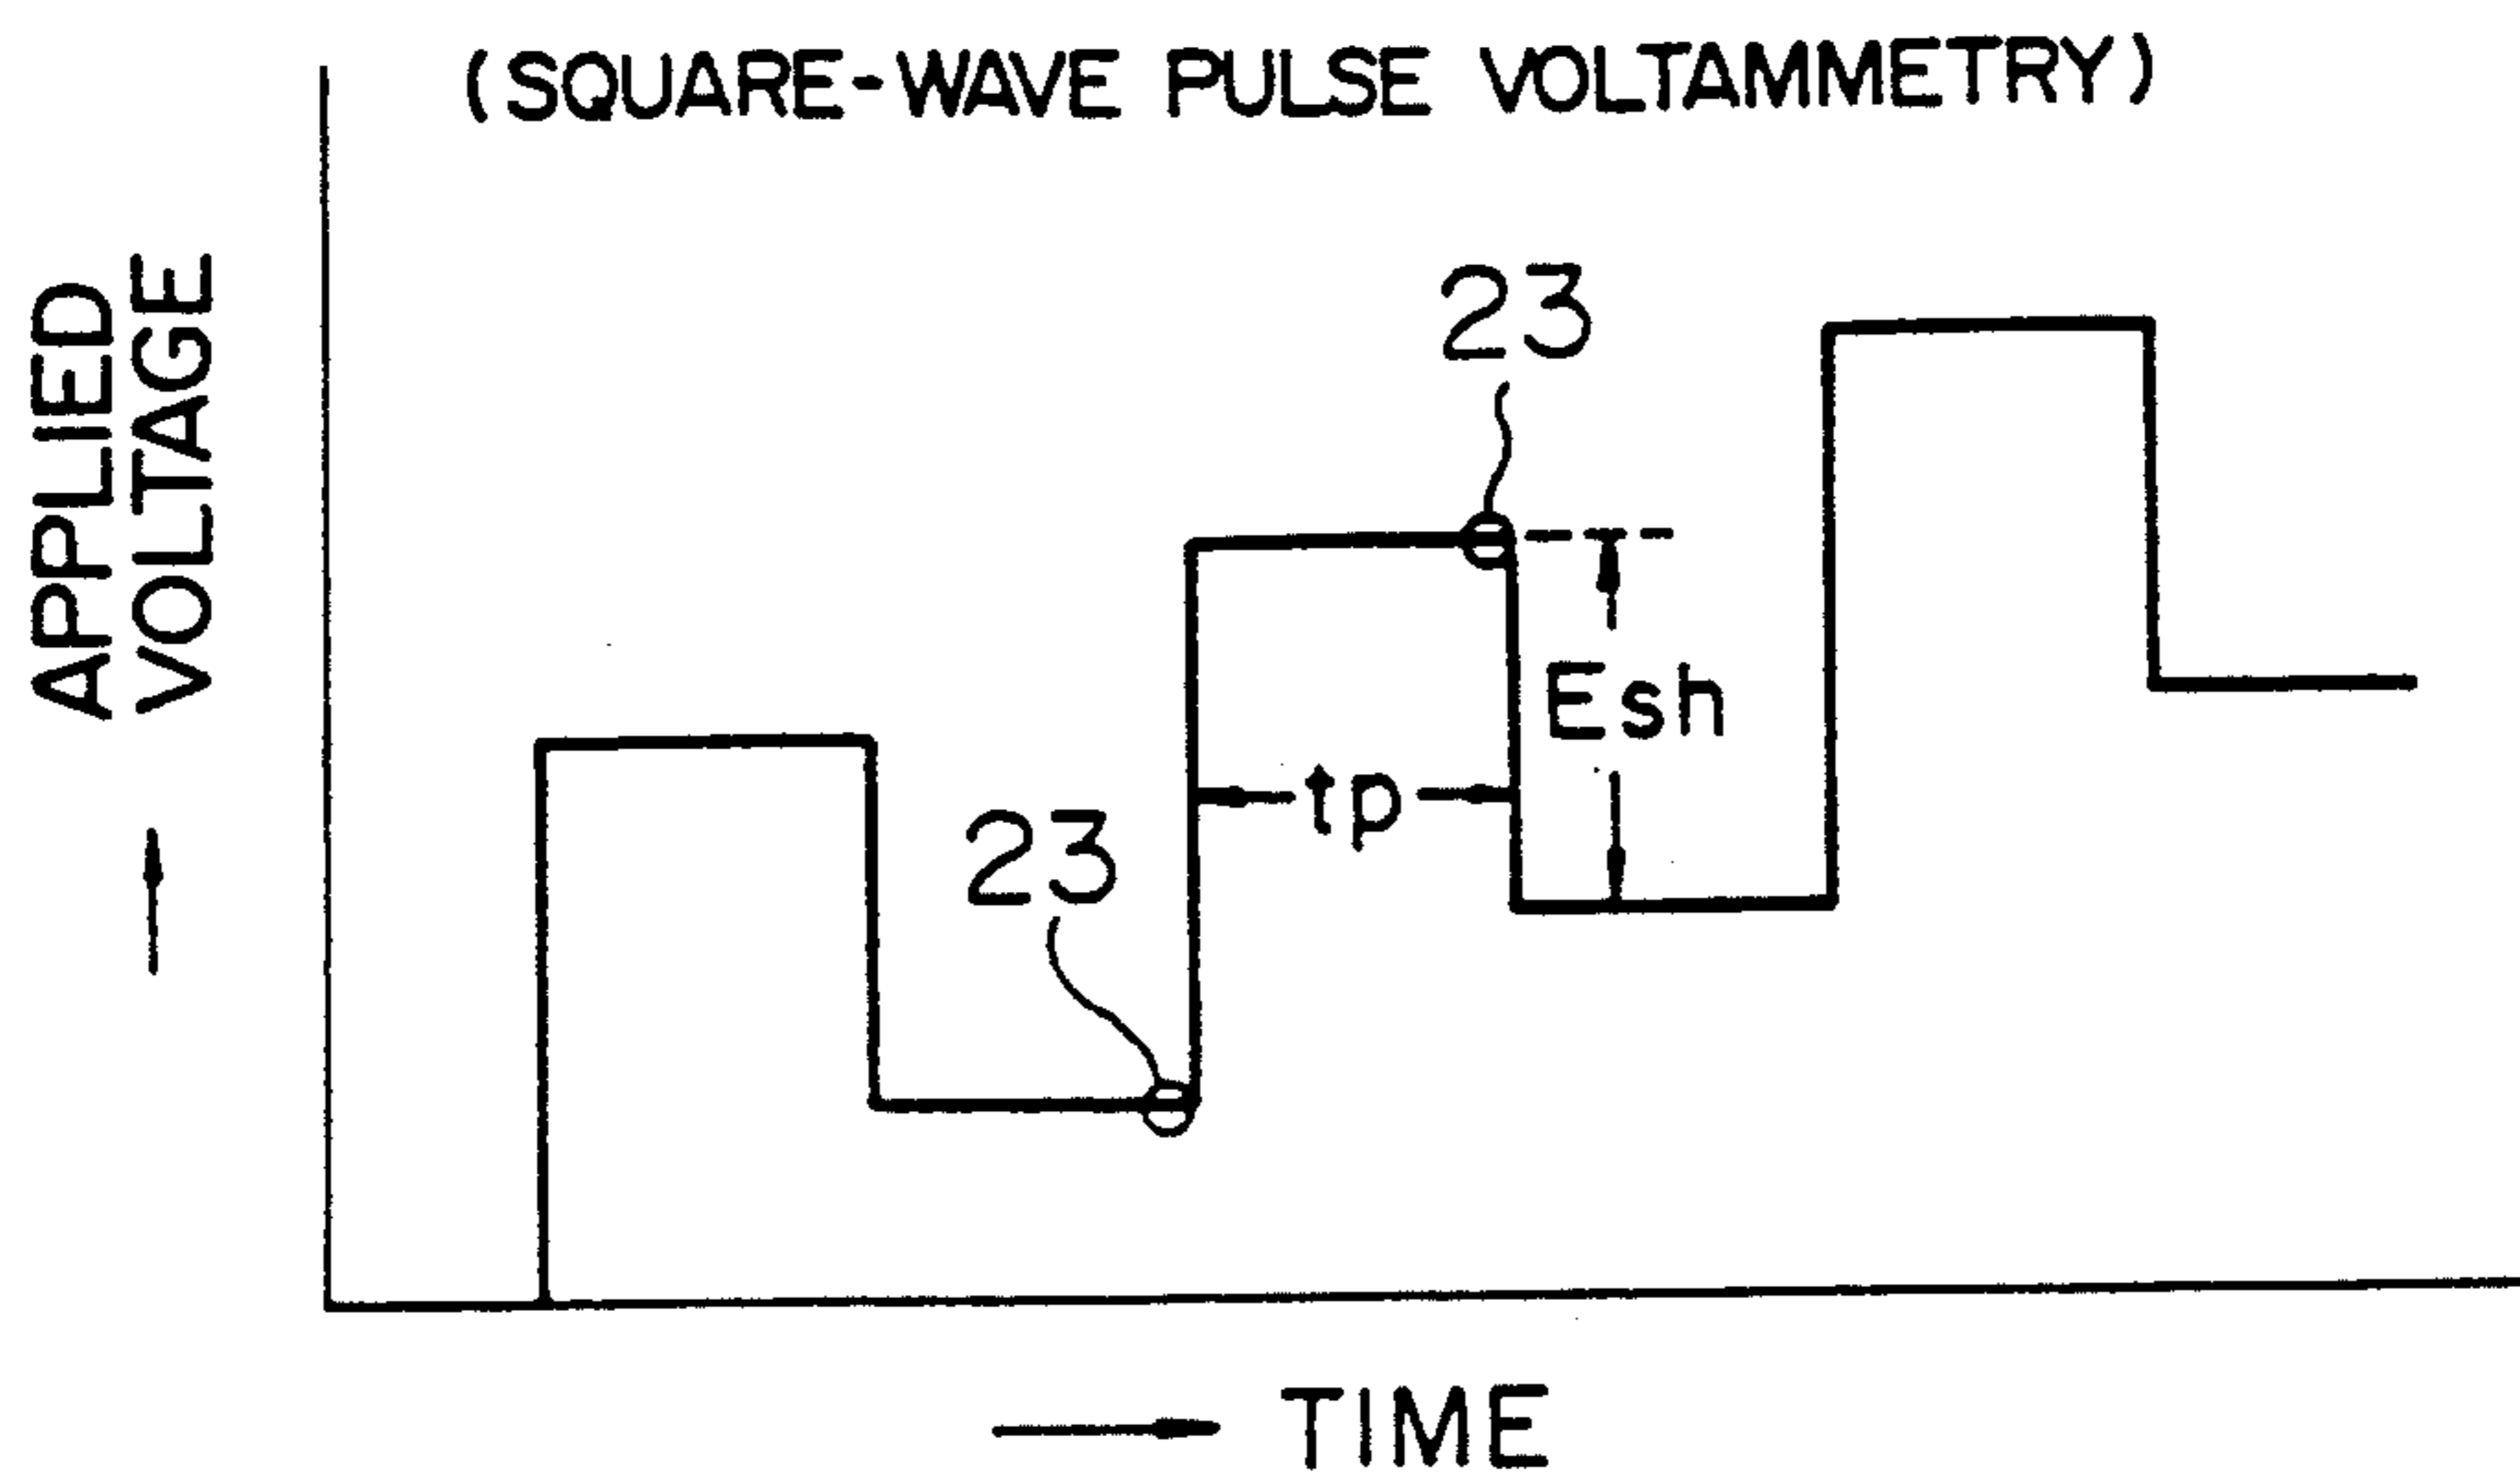 (SQUARE-WAVE PULSE VOLTAMMETRY)
APPLIED
VOLTAGE
23
Esh
tp
23
TIME